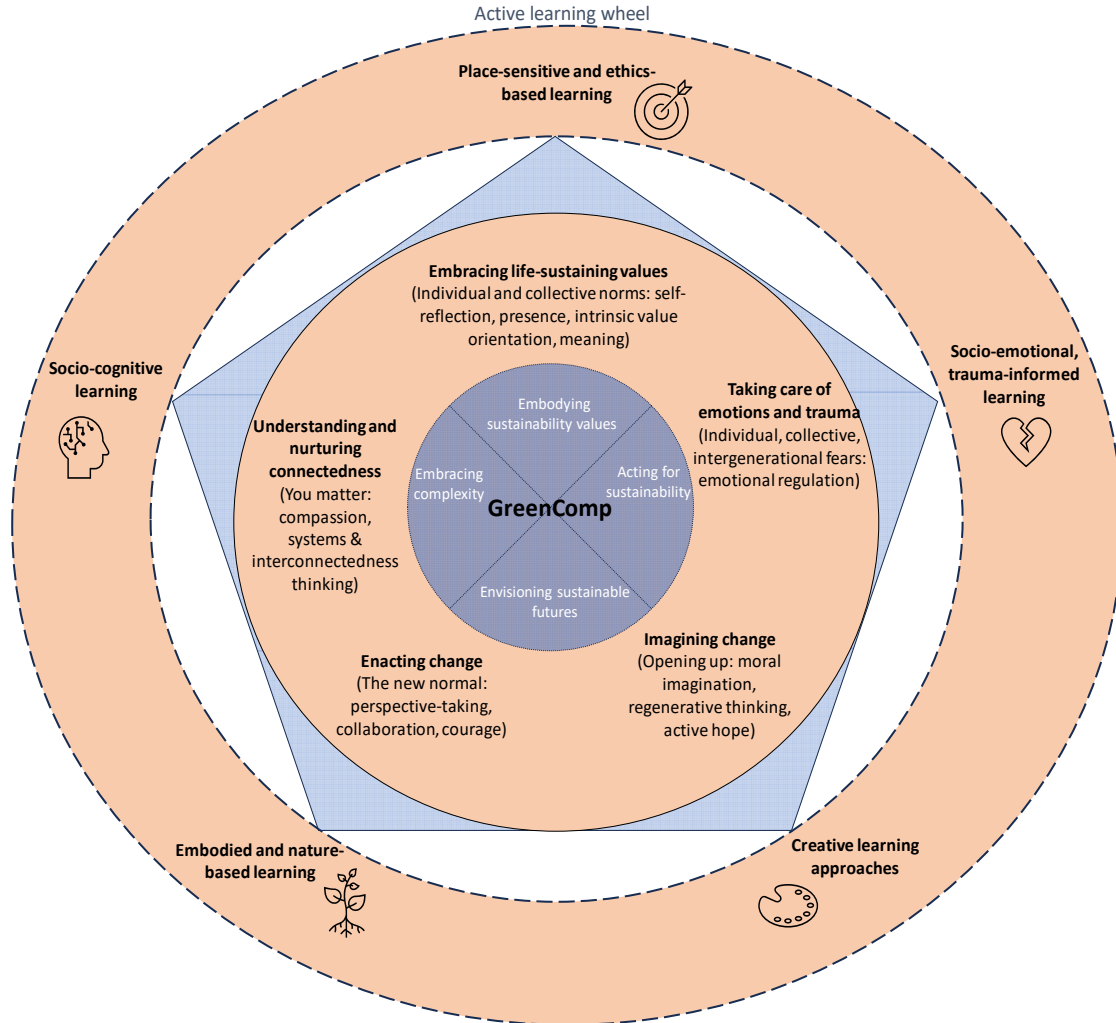 Active learning wheel
Place-sensitive and ethics-
based learning
Embracing life-sustaining values
(Individual and collective norms: self-
reflection, presence, intrinsic value
orientation, meaning)
Socio-cognitive
learning
Socio-emotional,
trauma-informed
learning
Taking care of
emotions and trauma
(Individual, collective,
intergenerational fears:
emotional regulation)
Understanding and
nurturing
connectedness
(You matter:
compassion,
systems &
interconnectedness
thinking)
Embodying
sustainability values
Embracing
complexity
Acting for
sustainability
GreenComp
Envisioning sustainable
futures
Enacting change
(The new normal:
perspective-taking,
collaboration, courage)
Imagining change
(Opening up: moral
imagination,
regenerative thinking,
active hope)
Embodied and nature-
based learning
Creative learning
approaches